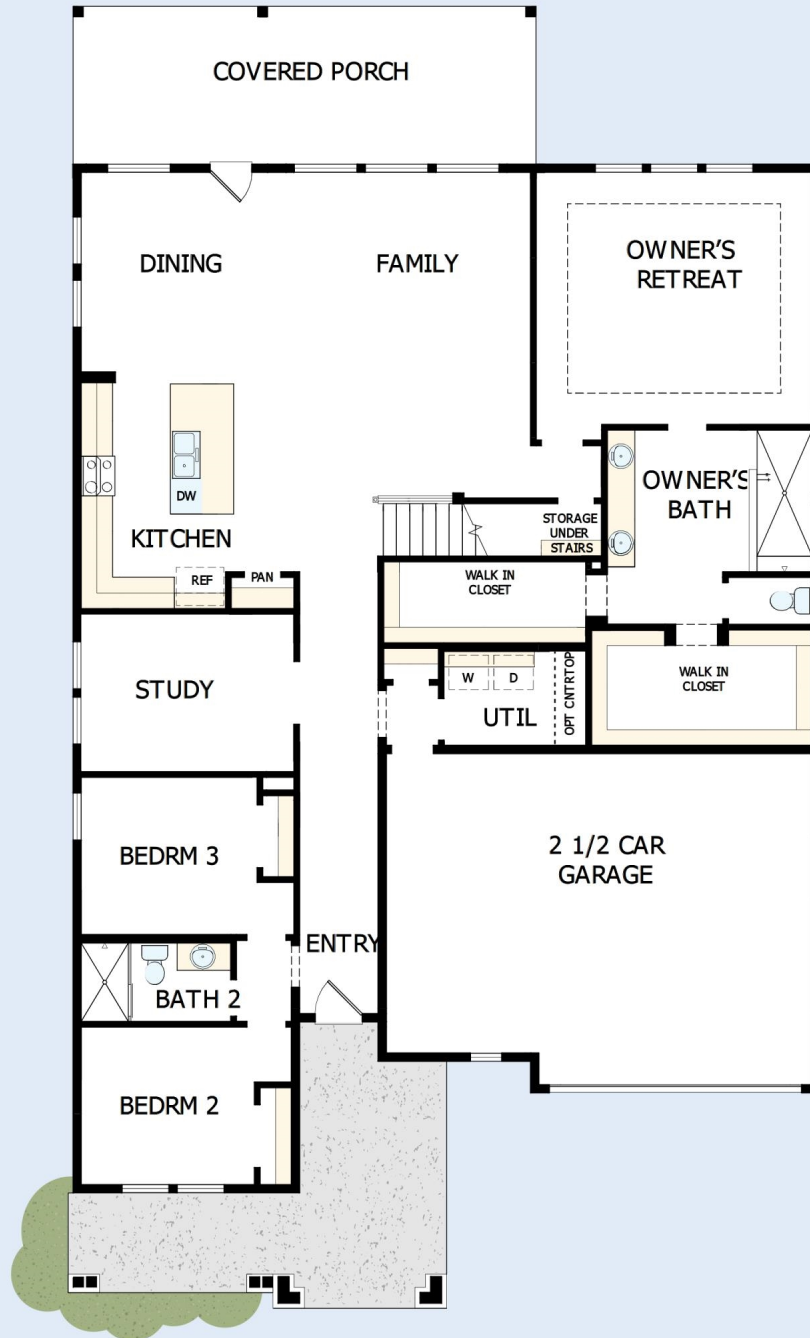 COVERED PORCH
DINING
FAMILY
OWNER'S
RETREAT
DW
KITCHEN
REF
PAN
STORAGE
UNDER
STAIRS
OWNER'S
BATH
WALK IN
CLOSET
STUDY
W
D
UTIL
OPT CNTRTOP
WALK IN
CLOSET
BEDRM 3
2 1/2 CAR
GARAGE
ENTRY
BATH 2
BEDRM 2